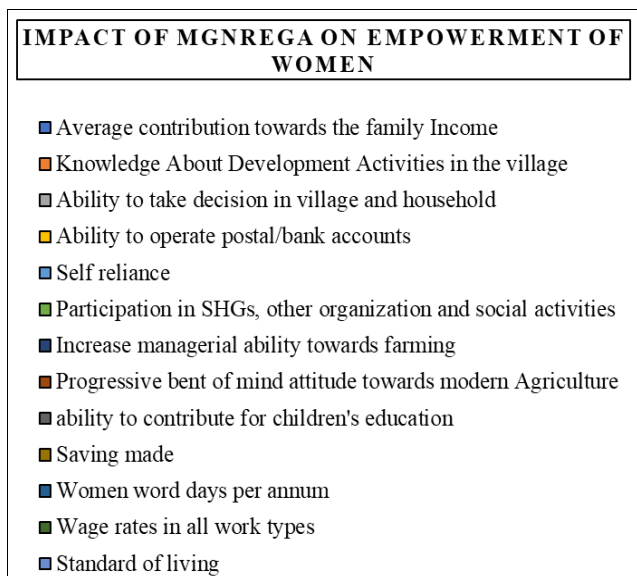 IMPACT OF MGNREGA ON EMPOWERMENT OF
WOMEN
Average contribution towards the family Income
Knowledge About Development Activities in the village
Ability to take decision in village and household
Ability to operate postal/bank accounts
Self reliance
Participation in SHGs, other organization and social activities
Increase managerial ability towards farming
Progressive bent of mind attitude towards modern Agriculture
ability to contribute for children's education
Saving made
Women word days per annum
Wage rates in all work types
Standard of living